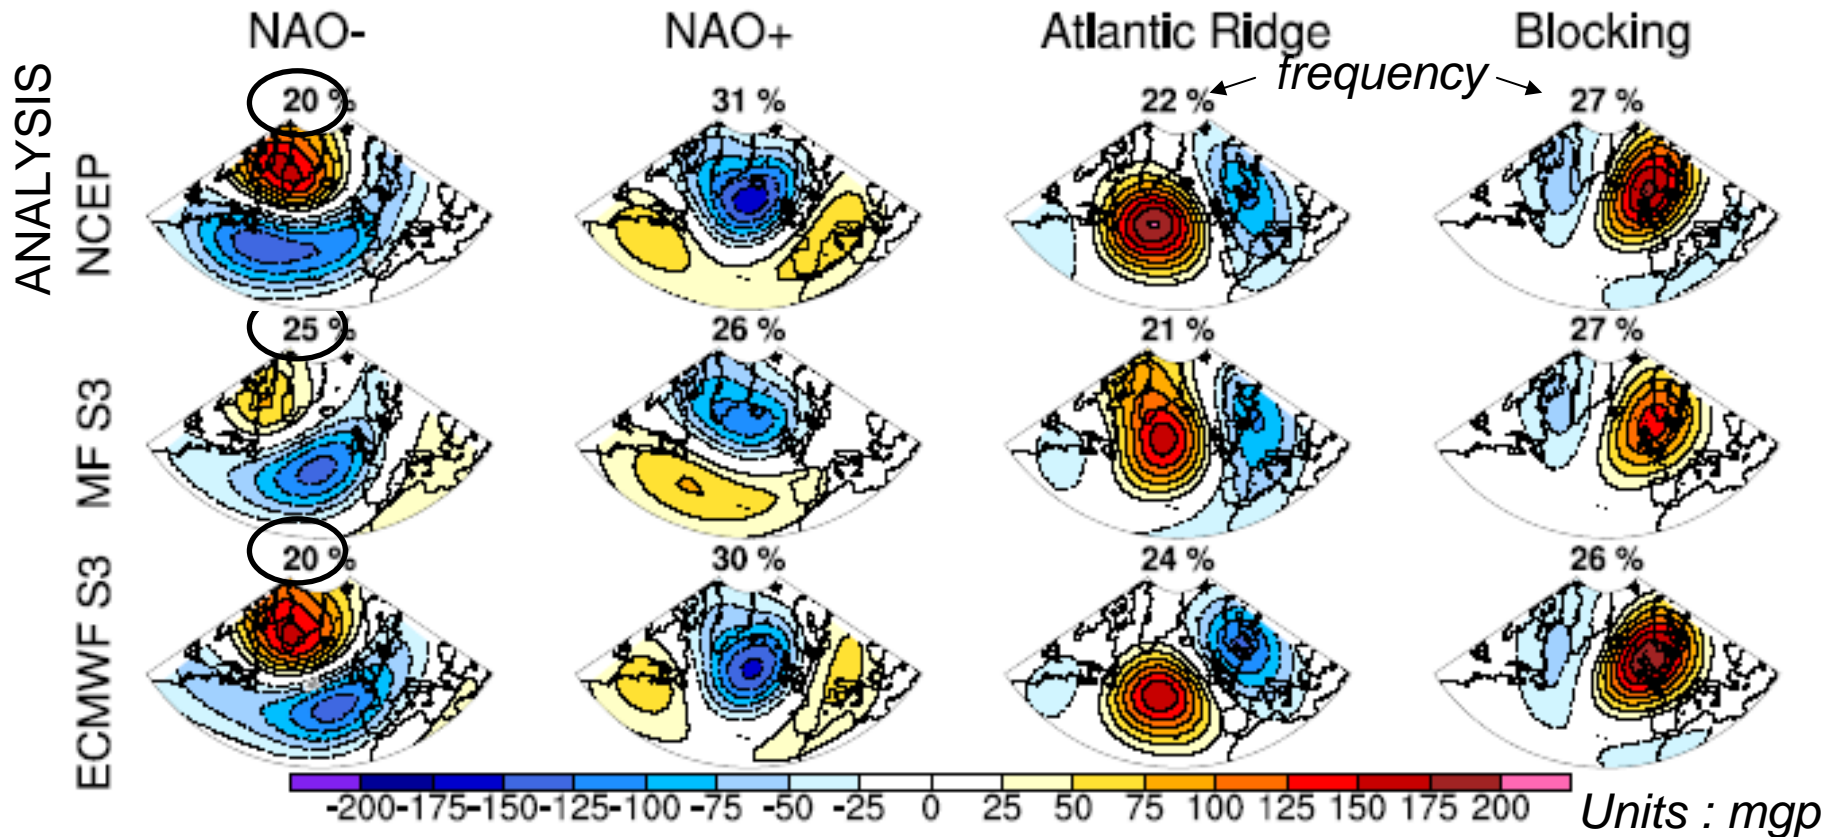 NAO- NAO+ Atlantic Ridge Blocking
frequency
ANALYSIS
NCEP
20 % 31 % 22 % 27 %
MF S3
25 % 26 % 21 % 27 %
ECMWF S3
20 % 30 % 24 % 26 %
-200 -175 -150 -125 -100 -75 -50 -25 0 25 50 75 100 125 150 175 200
Units : mgp